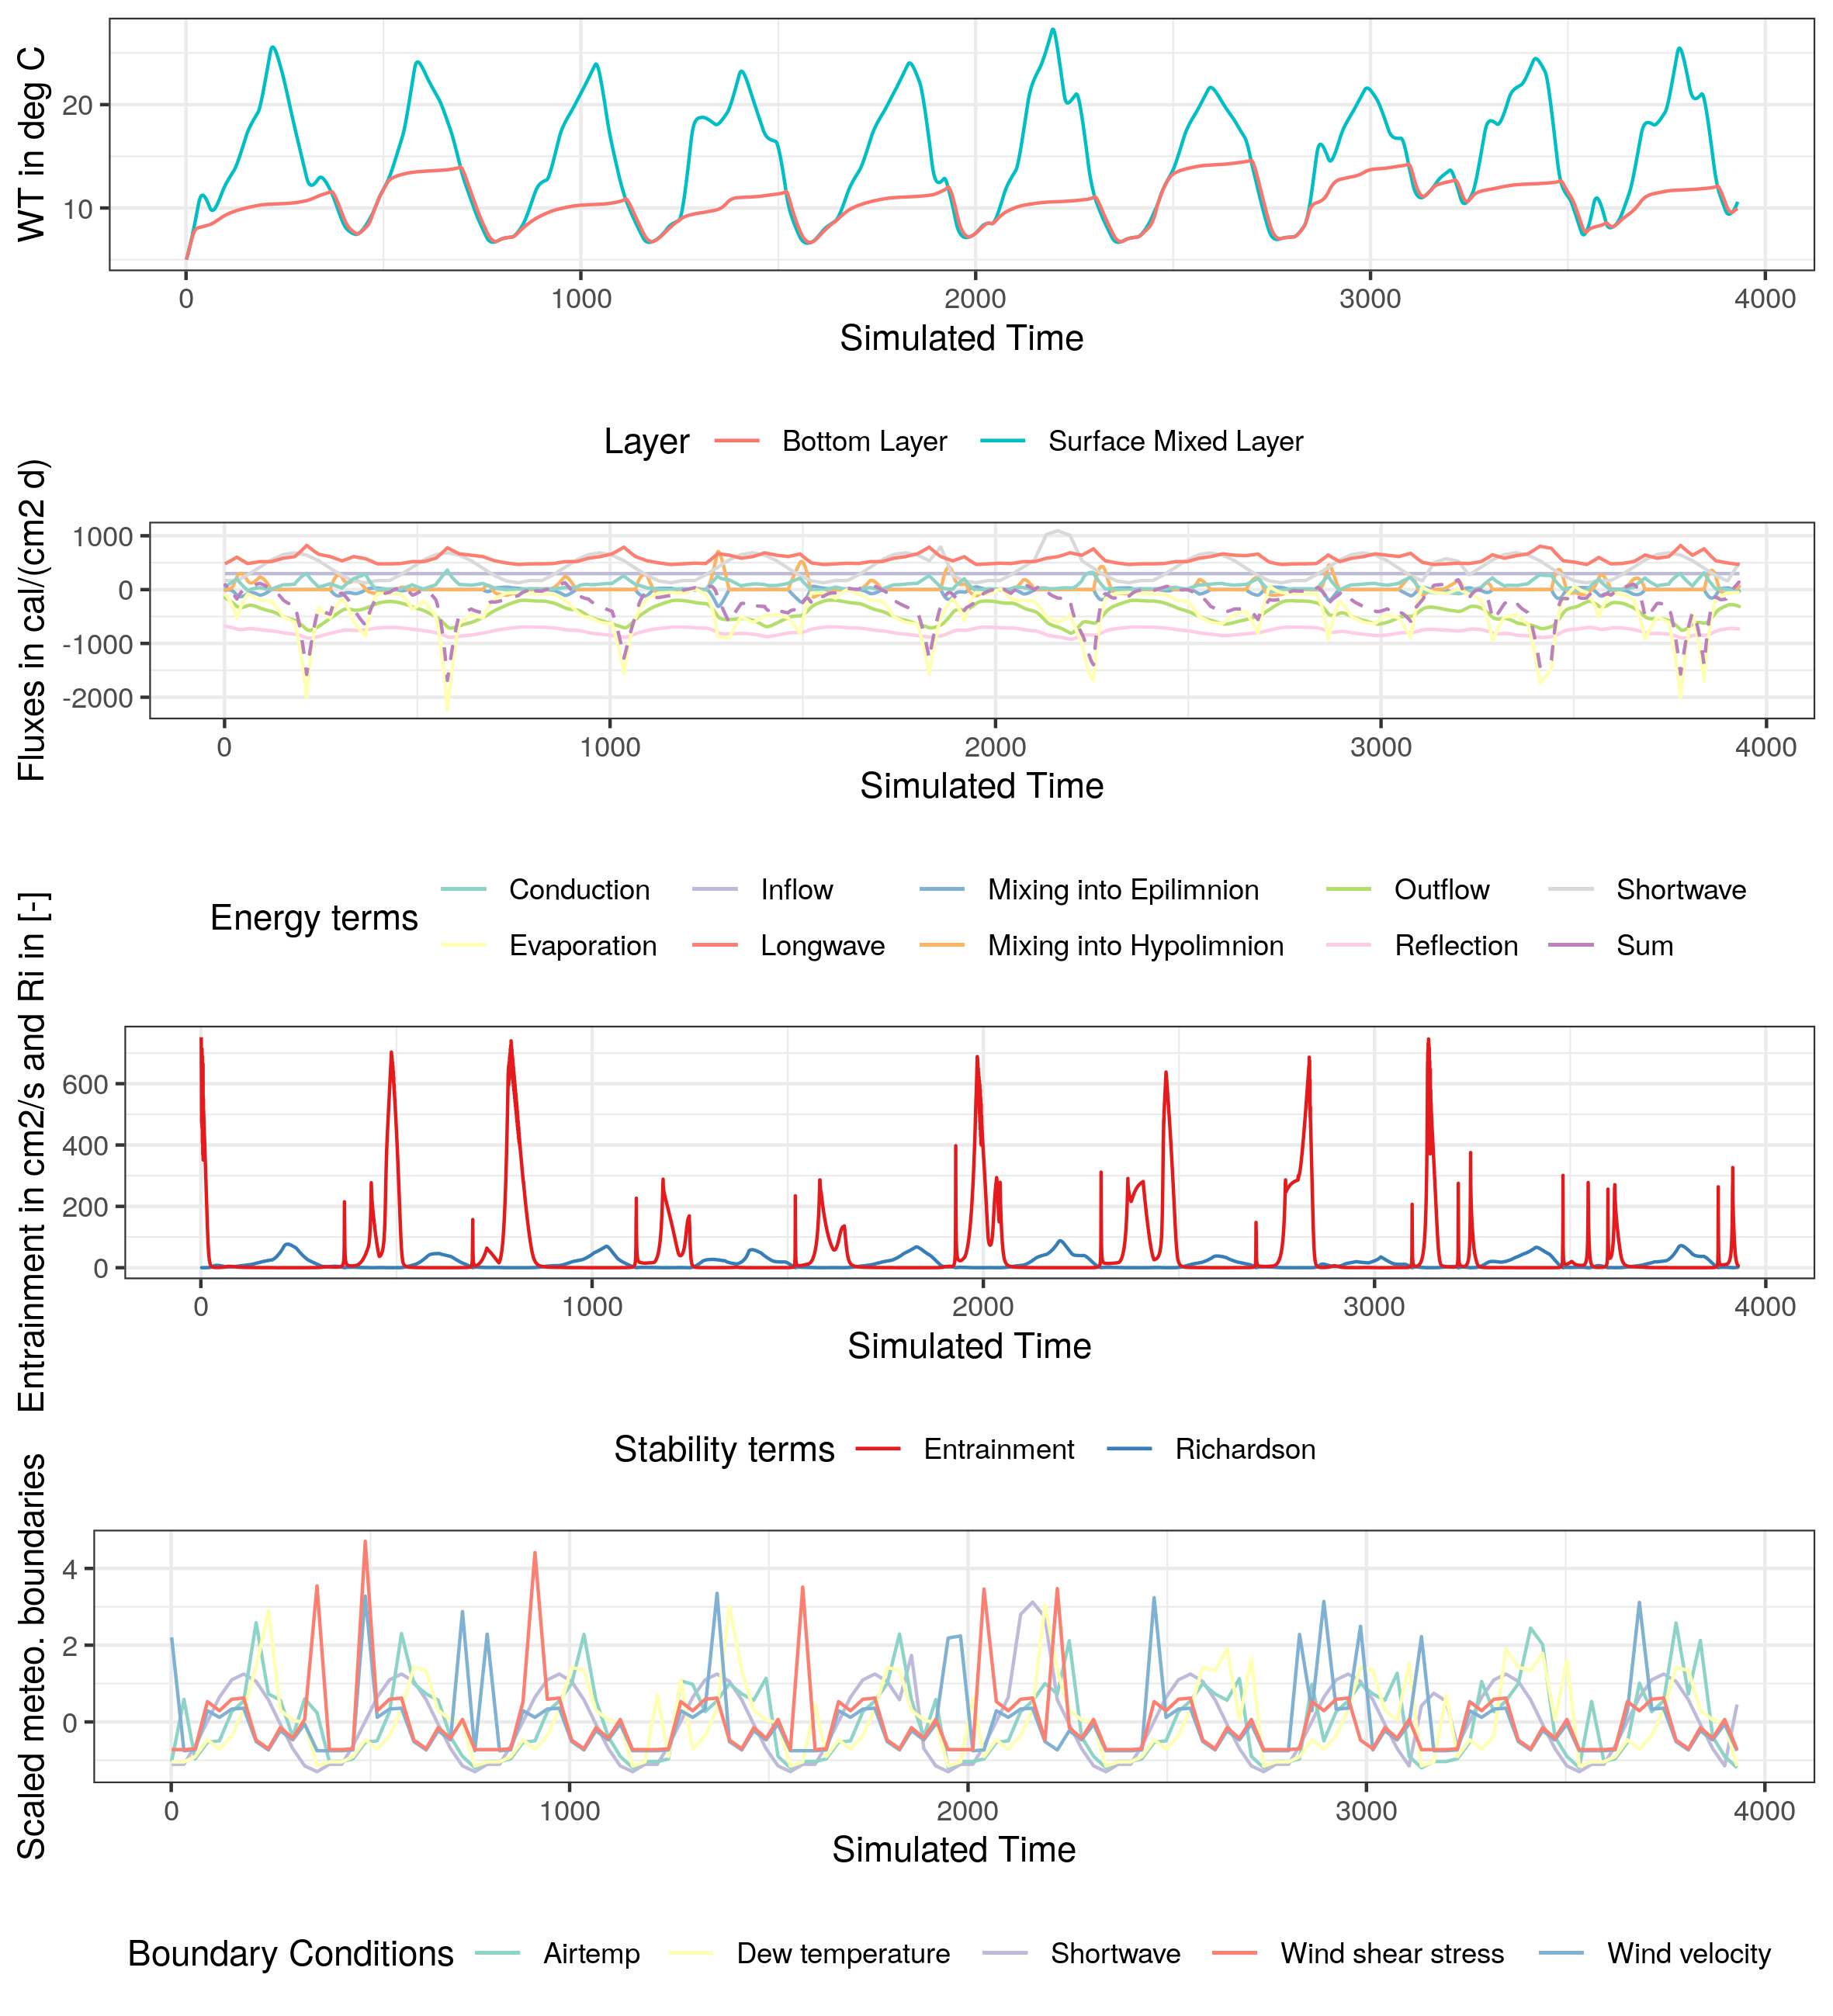 WT in deg C
20
10
0 1000 2000 3000 4000
Simulated Time
Layer Bottom Layer Surface Mixed Layer
Fluxes in cal/(cm2 d)
1000
0
-1000
-2000
0 1000 2000 3000 4000
Simulated Time
Energy terms
Conduction Inflow Mixing into Epilimnion Outflow Shortwave
Evaporation Longwave Mixing into Hypolimnion Reflection Sum
Entrainment in cm2/s and Ri in [-]
600
400
200
0
0 1000 2000 3000 4000
Simulated Time
Stability terms Entrainment Richardson
Scaled meteo. boundaries
4
2
0
0 1000 2000 3000 4000
Simulated Time
Boundary Conditions Airtemp Dew temperature Shortwave Wind shear stress Wind velocity